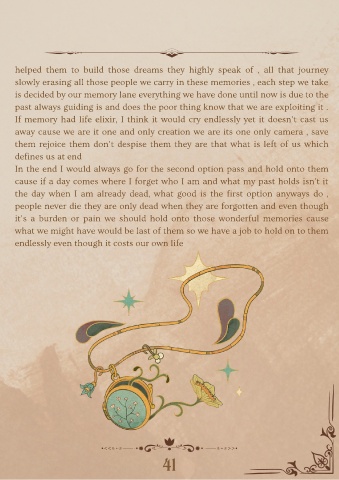 helped them to build those dreams they highly speak of , all that journey
slowly erasing all those people we carry in these memories , each step we take
is decided by our memory lane everything we have done until now is due to the
past always guiding is and does the poor thing know that we are exploiting it .
If memory had life elixir, I think it would cry endlessly yet it doesn't cast us
away cause we are it one and only creation we are its one only camera , save
them rejoice them don't despise them they are that what is left of us which
defines us at end
In the end I would always go for the second option pass and hold onto them
cause if a day comes where I forget who I am and what my past holds isn't it
the day when I am already dead, what good is the first option anyways do ,
people never die they are only dead when they are forgotten and even though
it's a burden or pain we should hold onto those wonderful memories cause
what we might have would be last of them so we have a job to hold on to them
endlessly even though it costs our own life
41